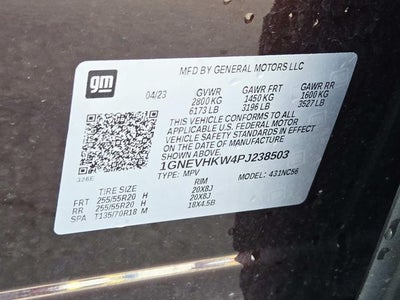 gm
MFD BY GENERAL MOTORS LLC
04/23 GVWR GAWR FRT GAWR RR
2800 KG 1450 KG 1600 KG
6173 LB 3196 LB 3527 LB
THIS VEHICLE CONFORMS TO ALL APPLICABLE
U.S. FEDERAL MOTOR
VEHICLE SAFETY STANDARDS IN EFFECT
ON THE DATE OF MANUFACTURE SHOWN ABOVE.
1GNEVHKW4PJ238503
TYPE: MPV MODEL: 431NC56
TIRE SIZE RIM
FRT 255/55R20 H 20X8J
RR 255/55R20 H 20X8J
SPA T135/70R18 M 18X4.5B